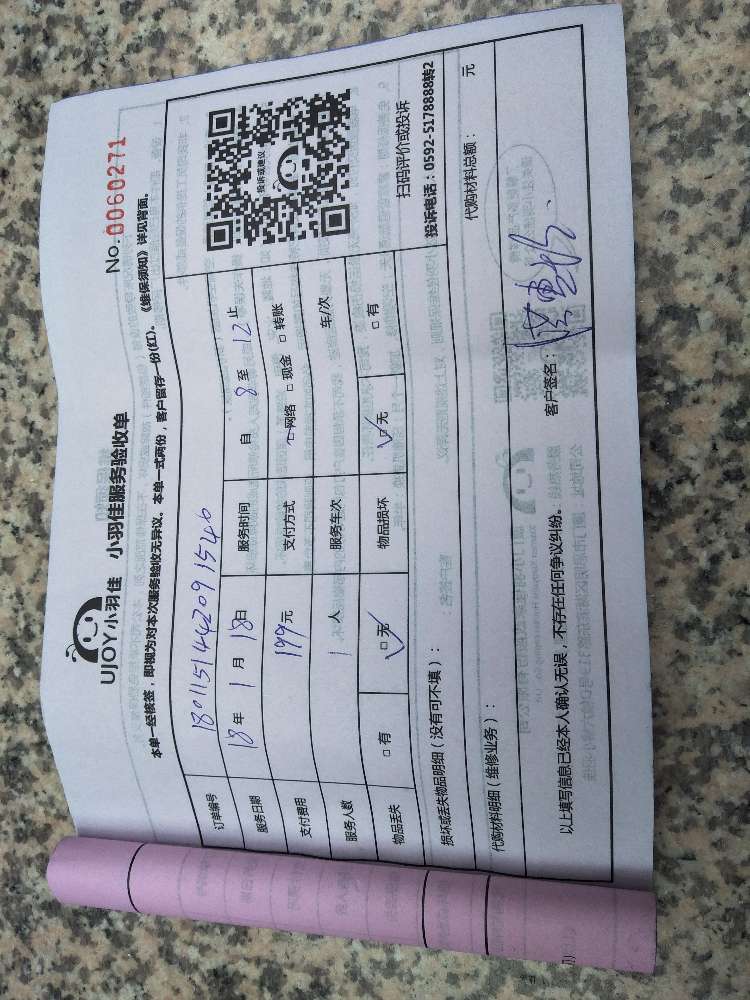 UJOY小羽佳 小羽佳服务验收单
No.0060271
本单一经核签，即视方对本次服务验收无异议。本单一式两份，客户留存一份(红)。《维保须知》详见背面。
订单编号 1801151442091546
服务日期 18年 1月 18日 服务时间 自 8 至 12 止
支付费用 199元 支付方式 □网络 □现金 □转账
服务人数 1 人 服务车次 车/次
物品丢失 □有 □无 物品损坏 □无 □有
投诉或建议
扫码评价或投诉
投诉电话：0592-5178888转2
损坏或丢失物品明细（没有可不填）：
代购材料明细（维修业务）： 代购材料总额： 元
以上填写信息已经本人确认无误，不存在任何争议纠纷。 客户签名：